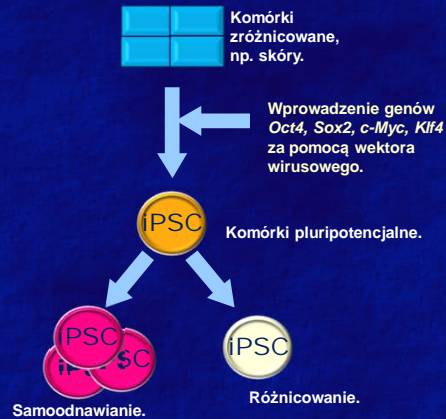 Komórki
zróżnicowane,
np. skóry.
Wprowadzenie genów
Oct4, Sox2, c-Myc, Klf4
za pomocą wektora
wirusowego.
iPSC
Komórki pluripotencjalne.
iPSC
iPSC
Różnicowanie.
Samoodnawianie.